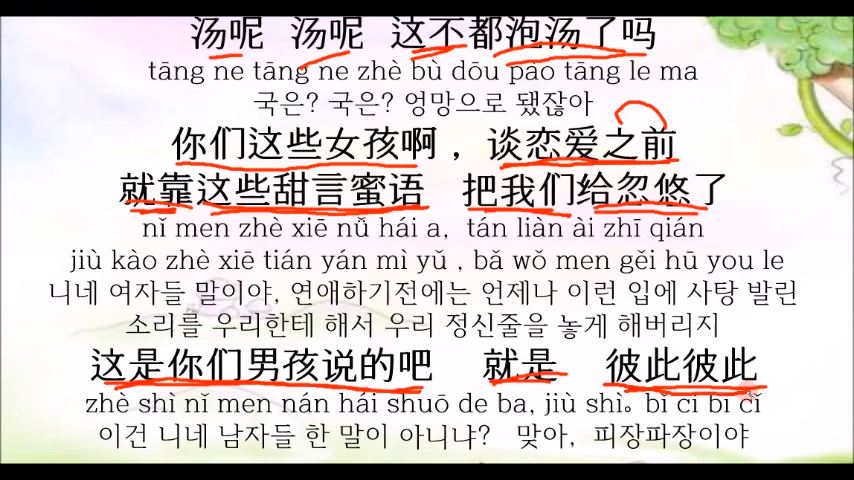 汤呢 汤呢 这不都泡汤了吗
tāng ne tāng ne zhè bù dōu pào tāng le ma
국은? 국은? 엉망으로 됐잖아
你们这些女孩啊，谈恋爱之前
就靠这些甜言蜜语 把我们给忽悠了
nǐ men zhè xiē nǚ hái a, tán liàn ài zhī qián
jiù kào zhè xiē tián yán mì yǔ , bǎ wǒ men gěi hū you le
니네 여자들 말이야, 연애하기전에는 언제나 이런 입에 사탕 발린
소리를 우리한테 해서 우리 정신줄을 놓게 해버리지
这是你们男孩说的吧 就是 彼此彼此
zhè shì nǐ men nán hái shuō de ba, jiù shì。bǐ cǐ bǐ cǐ
이건 니네 남자들 한 말이 아니냐? 맞아, 피장파장이야